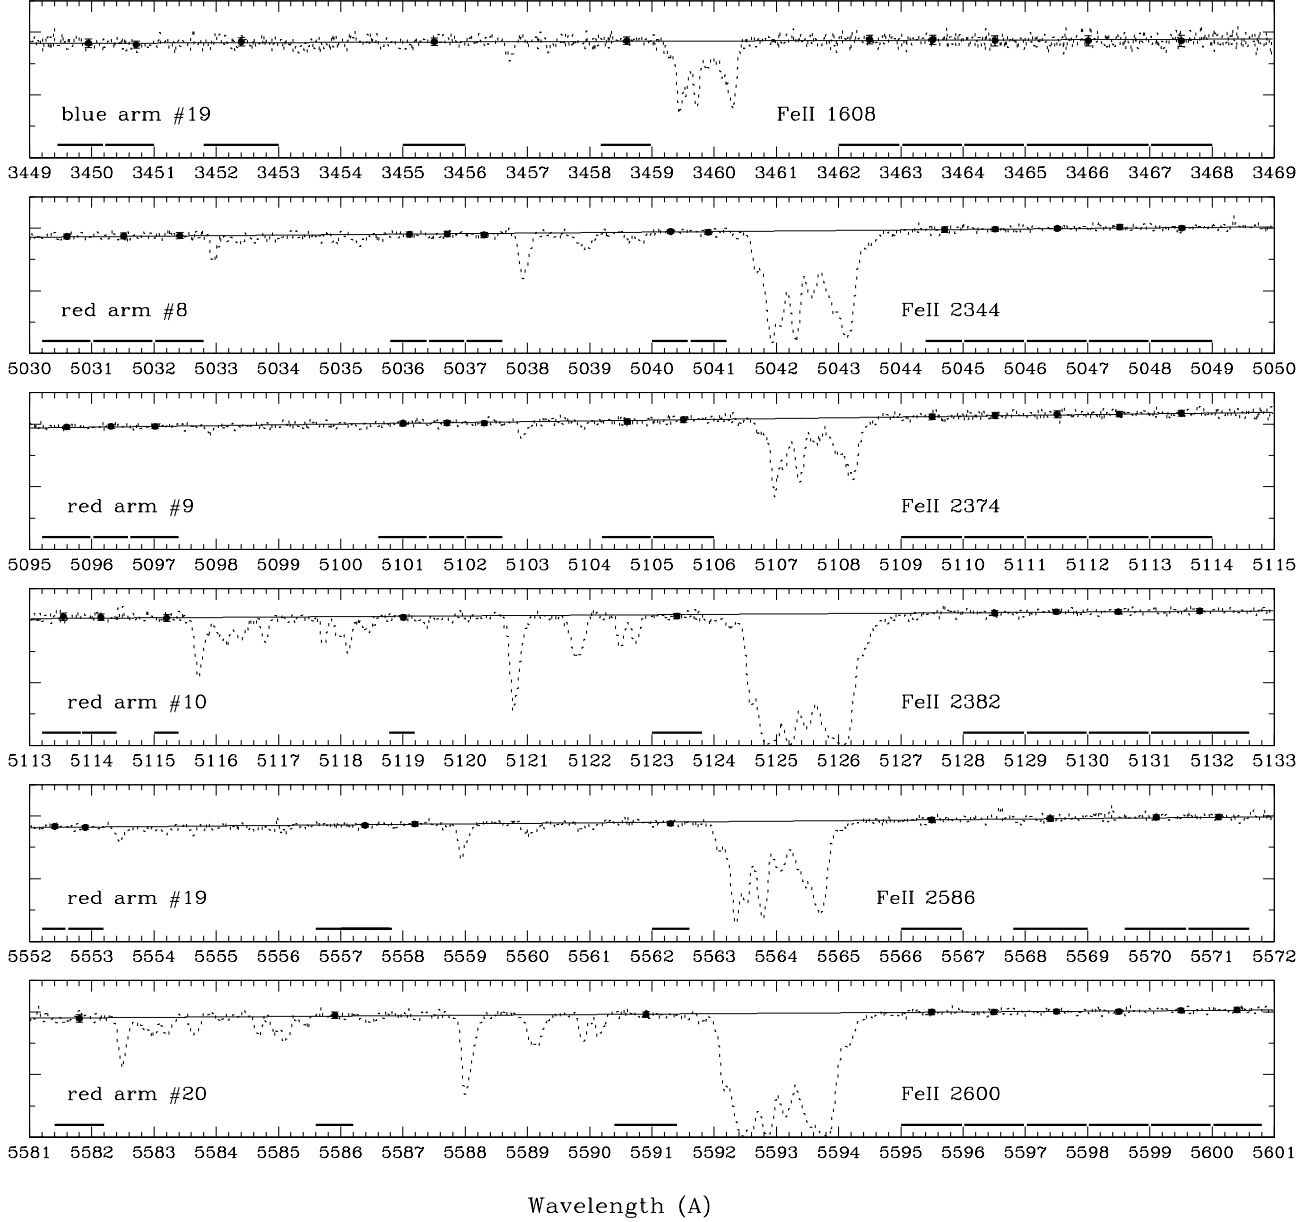 blue arm #19 FeII 1608
3449 3450 3451 3452 3453 3454 3455 3456 3457 3458 3459 3460 3461 3462 3463 3464 3465 3466 3467 3468 3469
red arm #8 FeII 2344
5030 5031 5032 5033 5034 5035 5036 5037 5038 5039 5040 5041 5042 5043 5044 5045 5046 5047 5048 5049 5050
red arm #9 FeII 2374
5095 5096 5097 5098 5099 5100 5101 5102 5103 5104 5105 5106 5107 5108 5109 5110 5111 5112 5113 5114 5115
red arm #10 FeII 2382
5113 5114 5115 5116 5117 5118 5119 5120 5121 5122 5123 5124 5125 5126 5127 5128 5129 5130 5131 5132 5133
red arm #19 FeII 2586
5552 5553 5554 5555 5556 5557 5558 5559 5560 5561 5562 5563 5564 5565 5566 5567 5568 5569 5570 5571 5572
red arm #20 FeII 2600
5581 5582 5583 5584 5585 5586 5587 5588 5589 5590 5591 5592 5593 5594 5595 5596 5597 5598 5599 5600 5601
Wavelength (A)